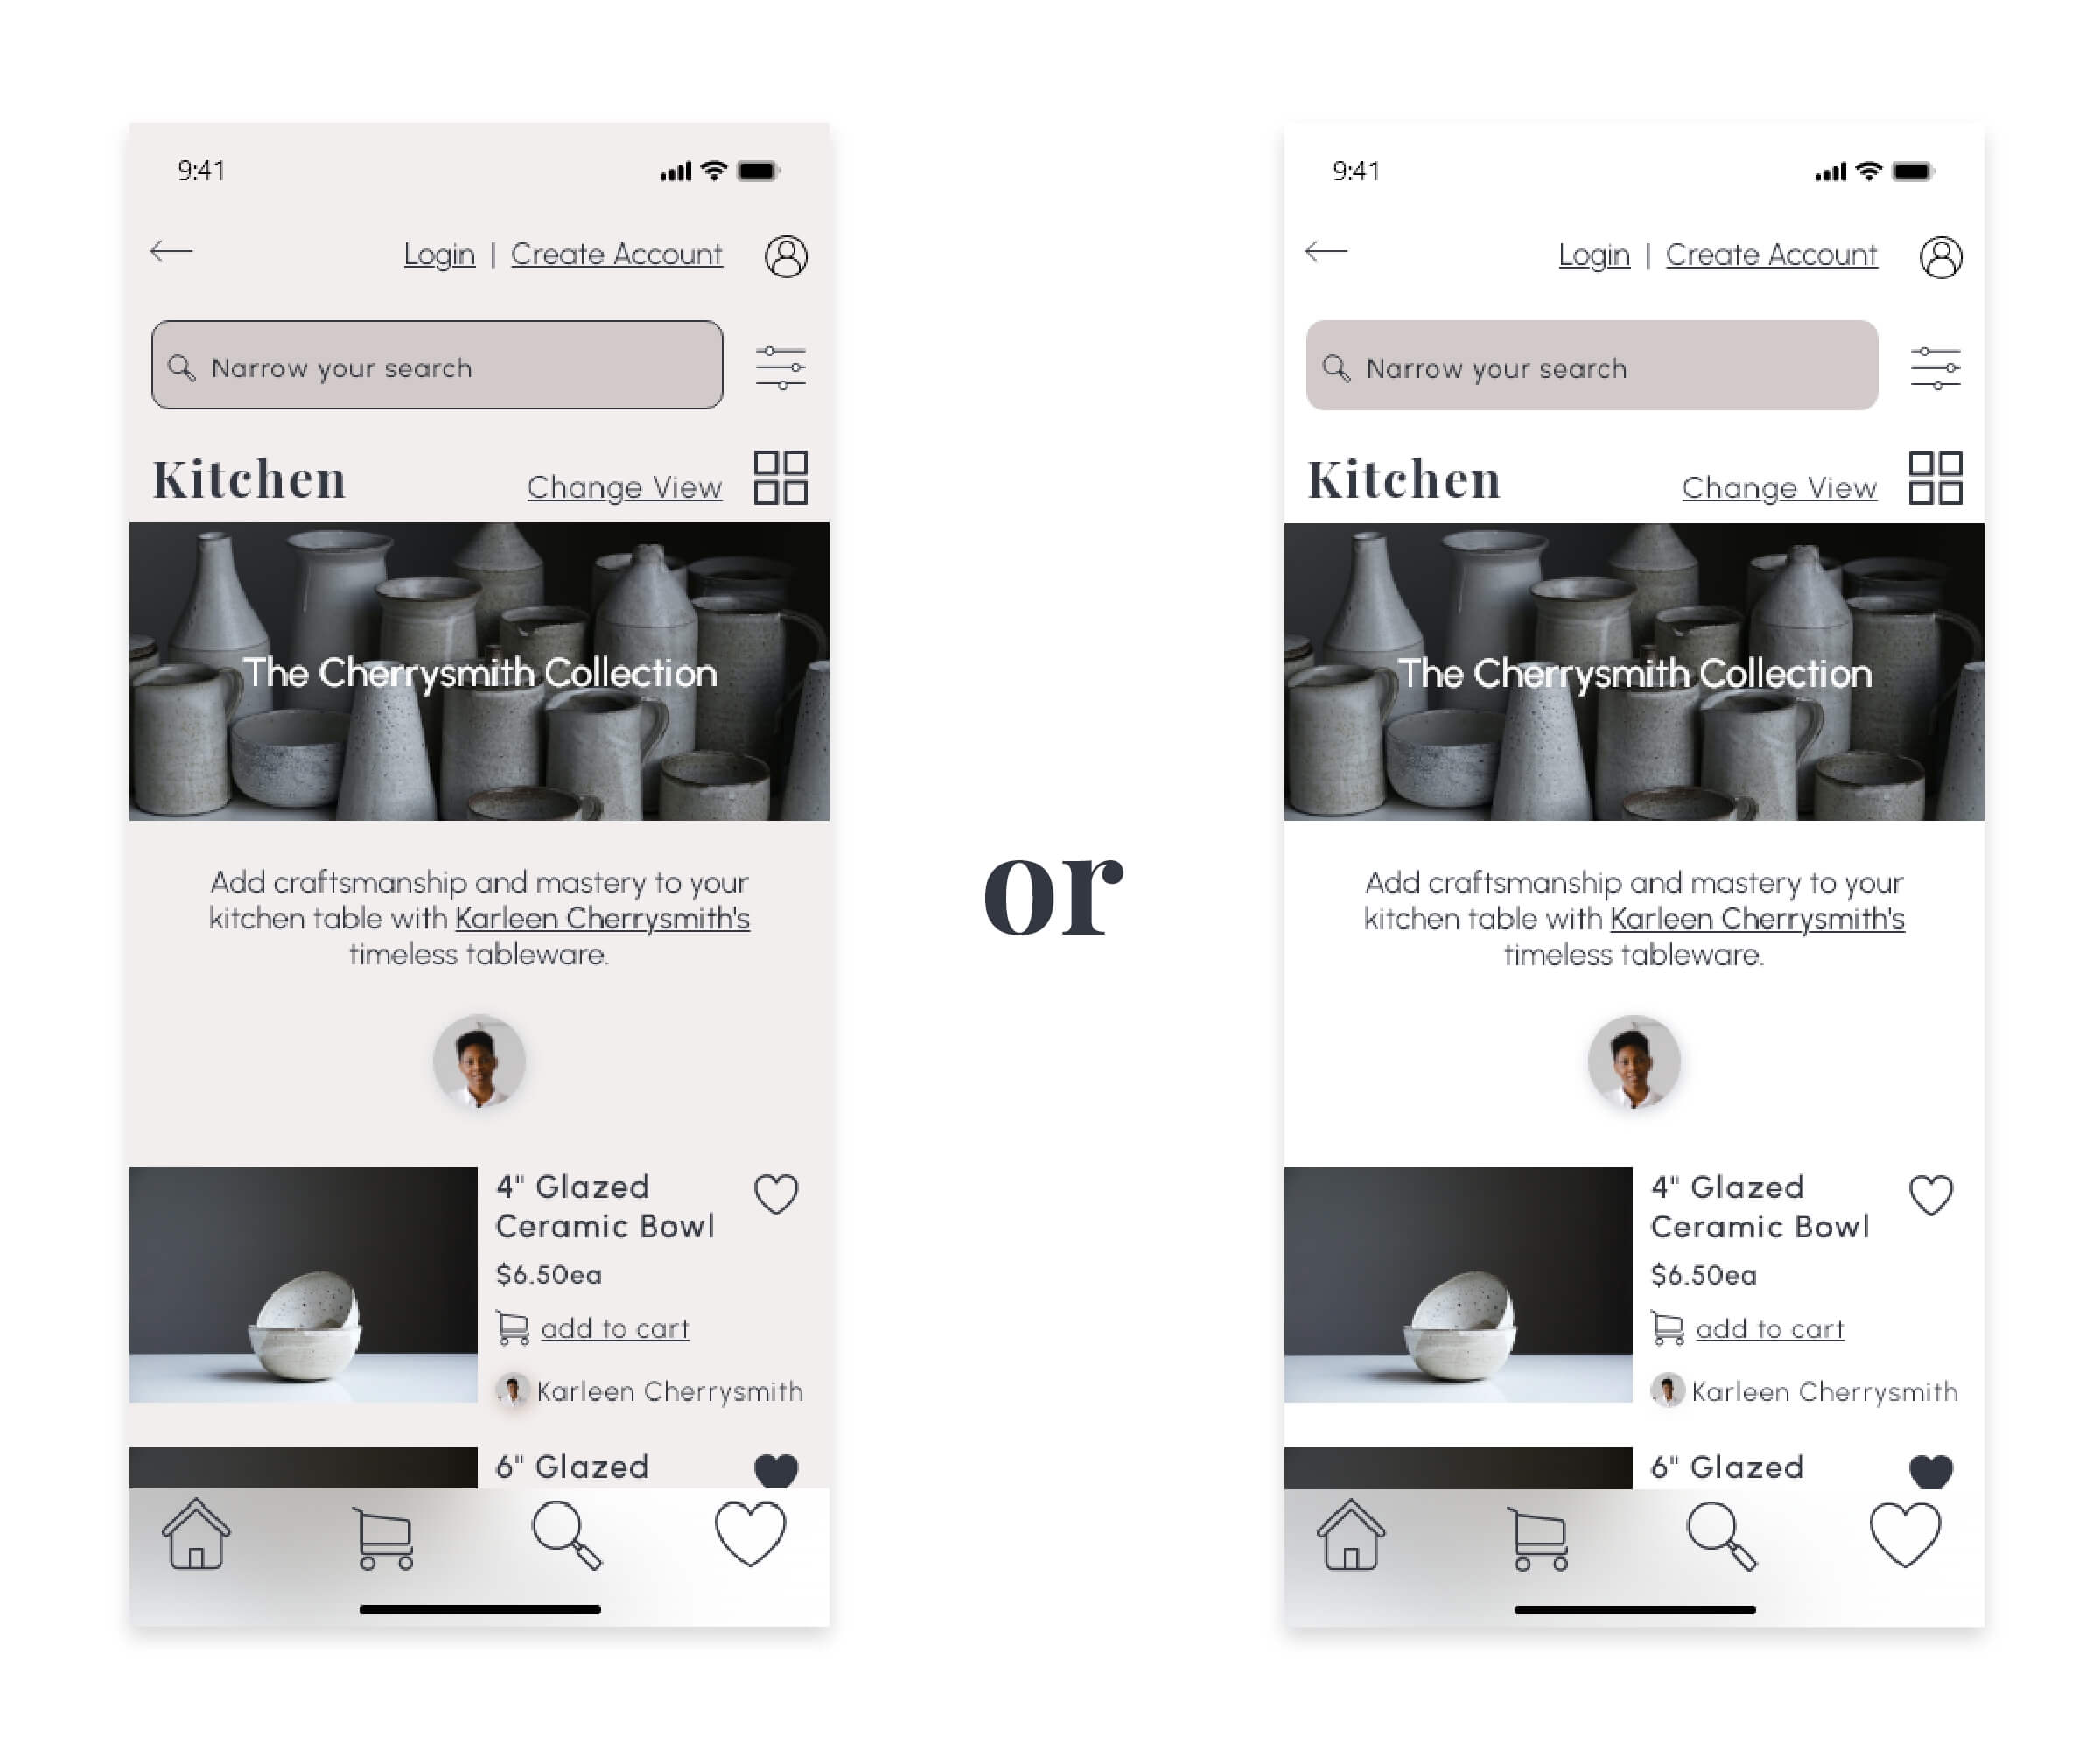 9:41
Login | Create Account
Narrow your search
Kitchen
Change View
The Cherrysmith Collection
Add craftsmanship and mastery to your
kitchen table with Karleen Cherrysmith's
timeless tableware.
4" Glazed
Ceramic Bowl
$6.50ea
add to cart
Karleen Cherrysmith
6" Glazed
or
9:41
Login | Create Account
Narrow your search
Kitchen
Change View
The Cherrysmith Collection
Add craftsmanship and mastery to your
kitchen table with Karleen Cherrysmith's
timeless tableware.
4" Glazed
Ceramic Bowl
$6.50ea
add to cart
Karleen Cherrysmith
6" Glazed